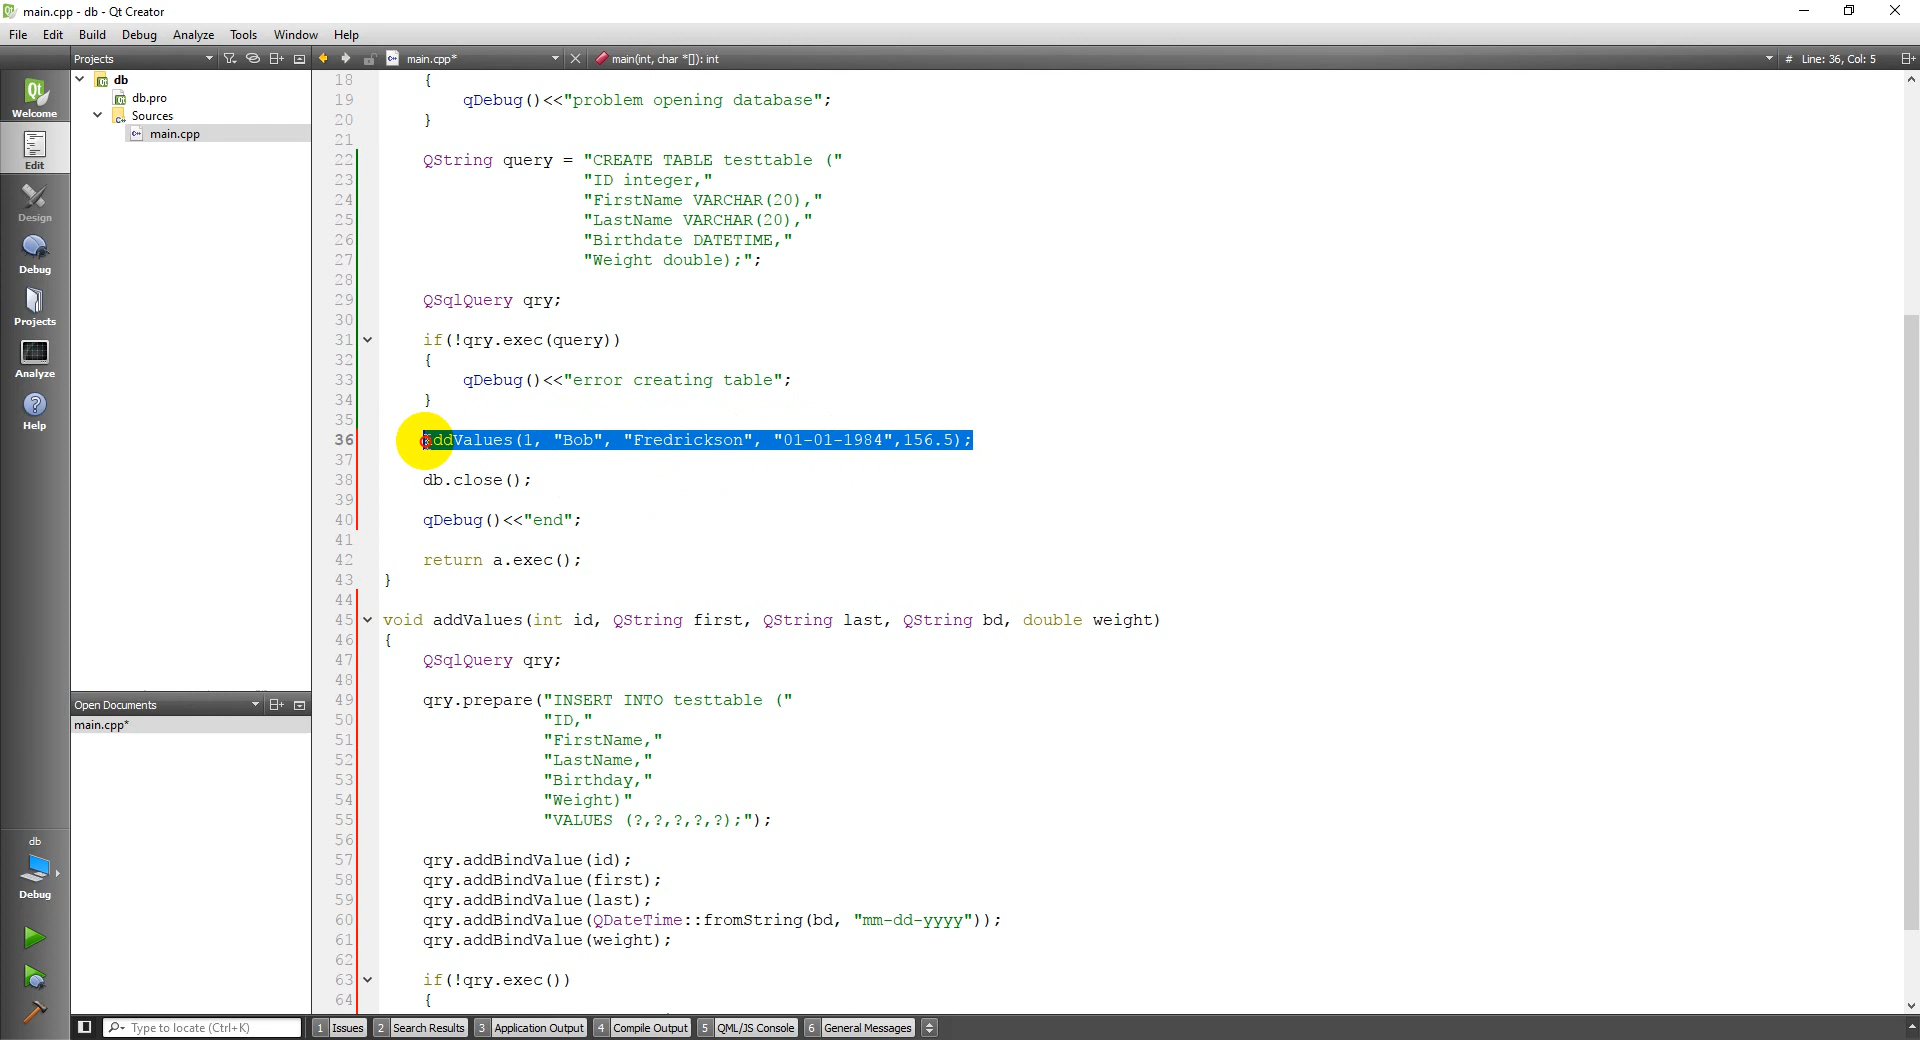 main.cpp - db - Qt Creator
File Edit Build Debug Analyze Tools Window Help
Projects main.cpp* main(int, char *[]): int # Line: 36, Col: 5
Welcome
Edit
Design
Debug
Projects
Analyze
Help
db
Debug
db
db.pro
Sources
main.cpp
Open Documents
main.cpp*
18 {
19 qDebug()<<"problem opening database";
20 }
21
22 QString query = "CREATE TABLE testtable ("
23 "ID integer,"
24 "FirstName VARCHAR(20),"
25 "LastName VARCHAR(20),"
26 "Birthdate DATETIME,"
27 "Weight double);";
28
29 QSqlQuery qry;
30
31 if(!qry.exec(query))
32 {
33 qDebug()<<"error creating table";
34 }
35
36 addValues(1, "Bob", "Fredrickson", "01-01-1984",156.5);
37
38 db.close();
39
40 qDebug()<<"end";
41
42 return a.exec();
43 }
44
45 void addValues(int id, QString first, QString last, QString bd, double weight)
46 {
47 QSqlQuery qry;
48
49 qry.prepare("INSERT INTO testtable ("
50 "ID,"
51 "FirstName,"
52 "LastName,"
53 "Birthday,"
54 "Weight)"
55 "VALUES (?,?,?,?,?);");
56
57 qry.addBindValue(id);
58 qry.addBindValue(first);
59 qry.addBindValue(last);
60 qry.addBindValue(QDateTime::fromString(bd, "mm-dd-yyyy"));
61 qry.addBindValue(weight);
62
63 if(!qry.exec())
64 {
Type to locate (Ctrl+K) 1 Issues 2 Search Results 3 Application Output 4 Compile Output 5 QML/JS Console 6 General Messages